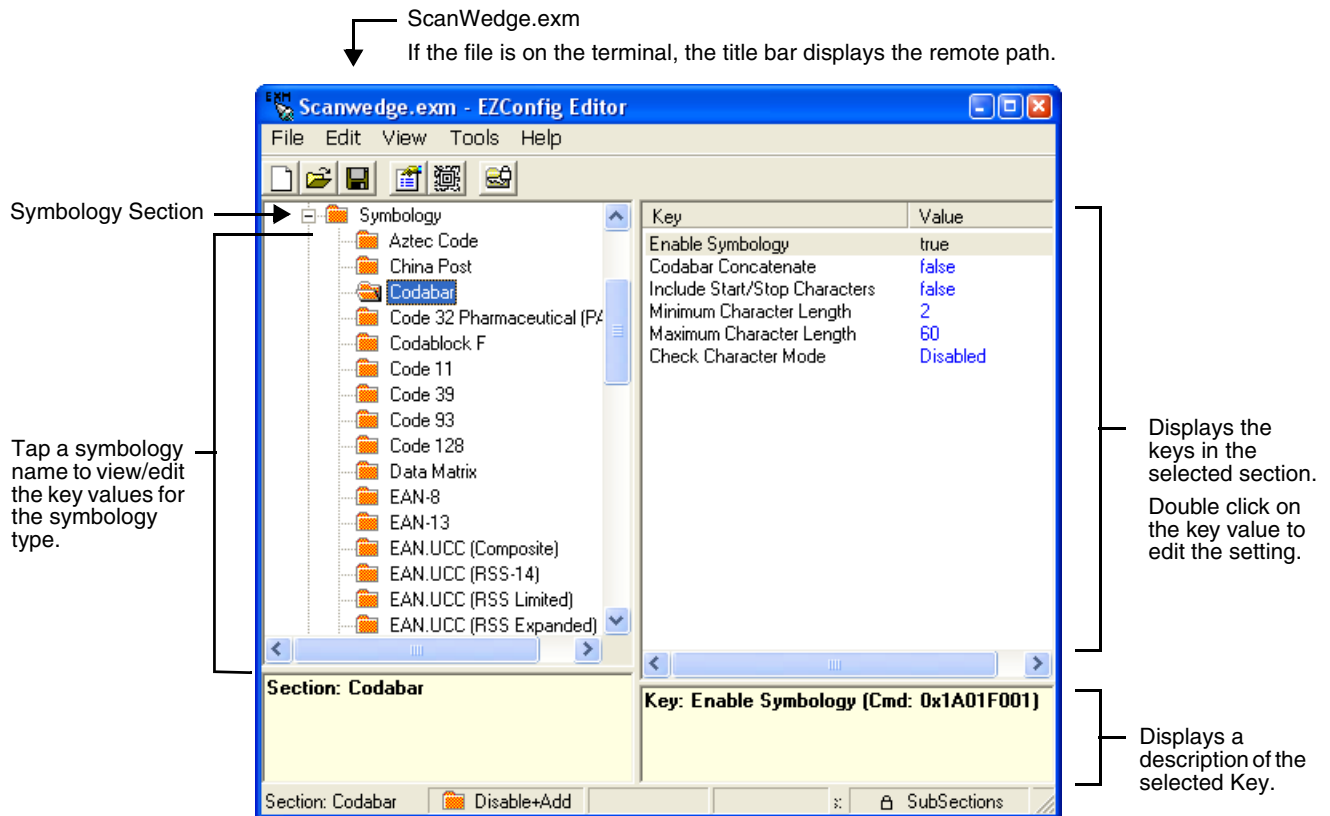 ScanWedge.exm
If the file is on the terminal, the title bar displays the remote path.
EXM
Scanwedge.exm - EZConfig Editor
File Edit View Tools Help
Symbology Section
Tap a symbology
name to view/edit
the key values for
the symbology
type.
Symbology
Aztec Code
China Post
Codabar
Code 32 Pharmaceutical (PA
Codablock F
Code 11
Code 39
Code 93
Code 128
Data Matrix
EAN-8
EAN-13
EAN.UCC (Composite)
EAN.UCC (RSS-14)
EAN.UCC (RSS Limited)
EAN.UCC (RSS Expanded)
Key Value
Enable Symbology true
Codabar Concatenate false
Include Start/Stop Characters false
Minimum Character Length 2
Maximum Character Length 60
Check Character Mode Disabled
Displays the
keys in the
selected section.
Double click on
the key value to
edit the setting.
Section: Codabar
Key: Enable Symbology (Cmd: 0x1A01F001)
Displays a
description of the
selected Key.
Section: Codabar Disable+Add s: SubSections